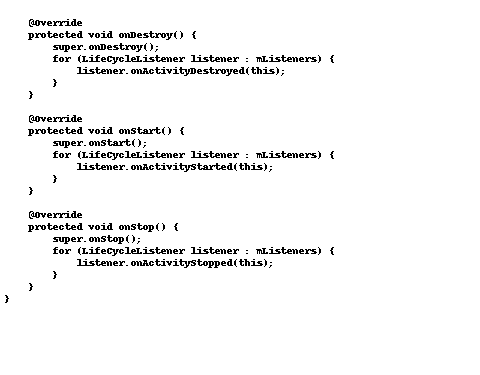 @Override
    protected void onDestroy() {
        super.onDestroy();
        for (LifeCycleListener listener : mListeners) {
            listener.onActivityDestroyed(this);
        }
    }

    @Override
    protected void onStart() {
        super.onStart();
        for (LifeCycleListener listener : mListeners) {
            listener.onActivityStarted(this);
        }
    }

    @Override
    protected void onStop() {
        super.onStop();
        for (LifeCycleListener listener : mListeners) {
            listener.onActivityStopped(this);
        }
    }
}